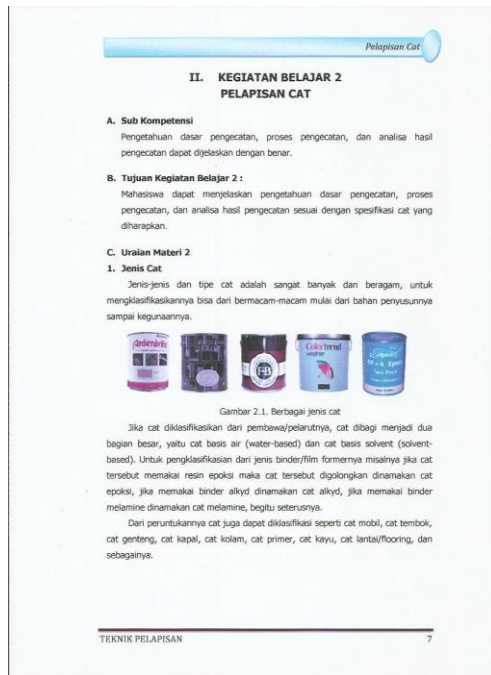 Pelapisan Cat
II. KEGIATAN BELAJAR 2
PELAPISAN CAT
A. Sub Kompetensi
Pengetahuan dasar pengecatan, proses pengecatan, dan analisa hasil
pengecatan dapat dijelaskan dengan benar.
B. Tujuan Kegiatan Belajar 2 :
Mahasiswa dapat menjelaskan pengetahuan dasar pengecatan, proses
pengecatan, dan analisa hasil pengecatan sesuai dengan spesifikasi cat yang
diharapkan.
C. Uraian Materi 2
1. Jenis Cat
Jenis-jenis dan tipe cat adalah sangat banyak dan beragam, untuk
mengklasifikasikannya bisa dari bermacam-macam mulai dari bahan penyusunnya
sampai kegunaannya.
Ardenbrite
Colortrend
weather
Gambar 2.1. Berbagai jenis cat
Jika cat diklasifikasikan dari pembawa/pelarutnya, cat dibagi menjadi dua
bagian besar, yaitu cat basis air (water-based) dan cat basis solvent (solvent-
based). Untuk pengklasifikasian dari jenis binder/film formernya misalnya jika cat
tersebut memakai resin epoksi maka cat tersebut digolongkan dinamakan cat
epoksi, jika memakai binder alkyd dinamakan cat alkyd, jika memakai binder
melamine dinamakan cat melamine, begitu seterusnya.
Dari peruntukannya cat juga dapat diklasifikasi seperti cat mobil, cat tembok,
cat genteng, cat kapal, cat kolam, cat primer, cat kayu, cat lantai/flooring, dan
sebagainya.
TEKNIK PELAPISAN 7